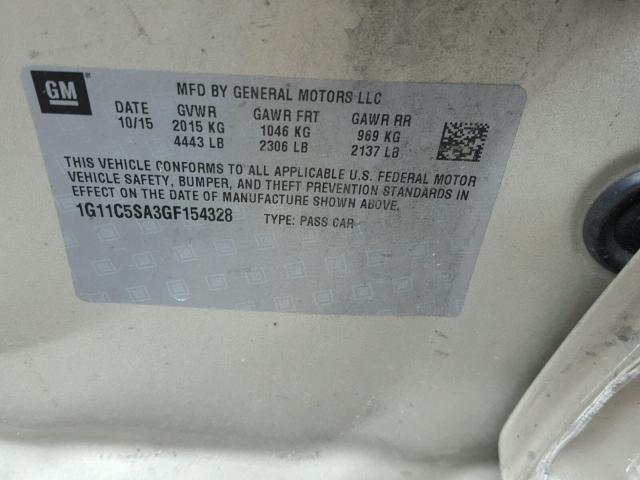 GM
MFD BY GENERAL MOTORS LLC
DATE GVWR GAWR FRT GAWR RR
10/15 2015 KG 1046 KG 969 KG
4443 LB 2306 LB 2137 LB
THIS VEHICLE CONFORMS TO ALL APPLICABLE U.S. FEDERAL MOTOR
VEHICLE SAFETY, BUMPER, AND THEFT PREVENTION STANDARDS IN
EFFECT ON THE DATE OF MANUFACTURE SHOWN ABOVE.
1G11C5SA3GF154328 TYPE: PASS CAR